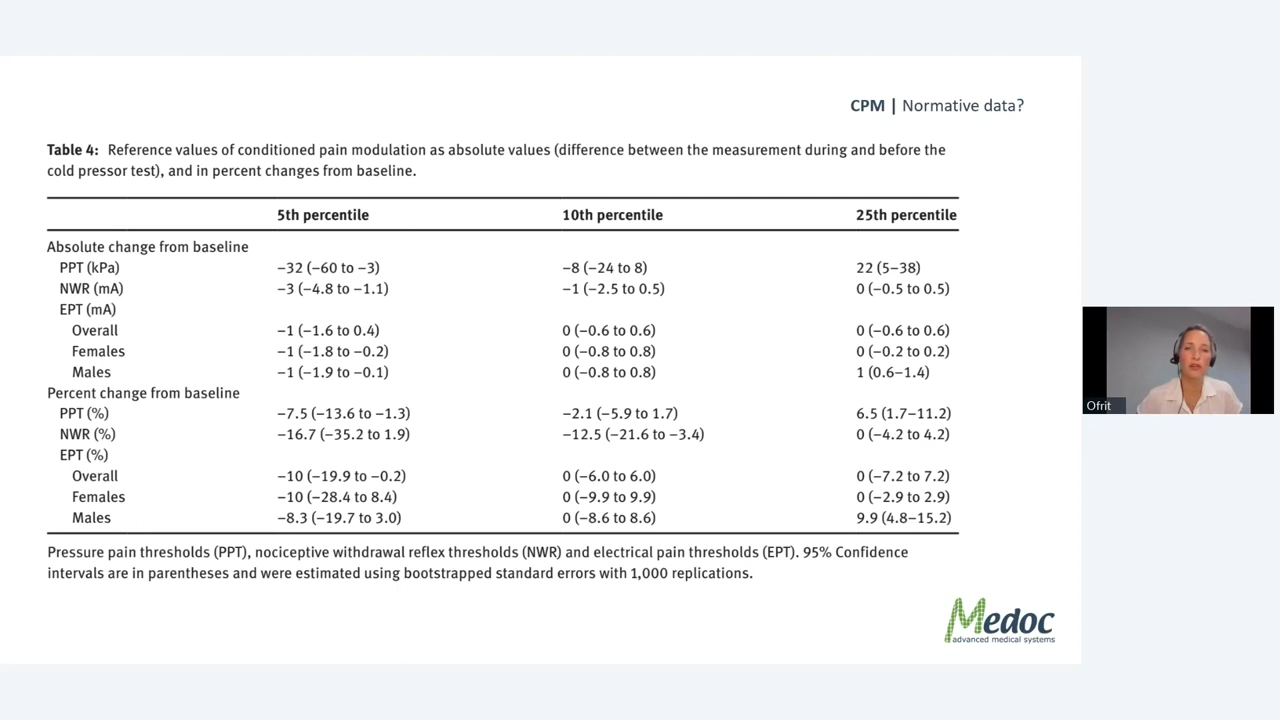 CPM | Normative data?
Table 4: Reference values of conditioned pain modulation as absolute values (difference between the measurement during and before the
cold pressor test), and in percent changes from baseline.
5th percentile 10th percentile 25th percentile
Absolute change from baseline
PPT (kPa) −32 (−60 to −3) −8 (−24 to 8) 22 (5–38)
NWR (mA) −3 (−4.8 to −1.1) −1 (−2.5 to 0.5) 0 (−0.5 to 0.5)
EPT (mA)
Overall −1 (−1.6 to 0.4) 0 (−0.6 to 0.6) 0 (−0.6 to 0.6)
Females −1 (−1.8 to −0.2) 0 (−0.8 to 0.8) 0 (−0.2 to 0.2)
Males −1 (−1.9 to −0.1) 0 (−0.8 to 0.8) 1 (0.6–1.4)
Percent change from baseline
PPT (%) −7.5 (−13.6 to −1.3) −2.1 (−5.9 to 1.7) 6.5 (1.7–11.2)
NWR (%) −16.7 (−35.2 to 1.9) −12.5 (−21.6 to −3.4) 0 (−4.2 to 4.2)
EPT (%)
Overall −10 (−19.9 to −0.2) 0 (−6.0 to 6.0) 0 (−7.2 to 7.2)
Females −10 (−28.4 to 8.4) 0 (−9.9 to 9.9) 0 (−2.9 to 2.9)
Males −8.3 (−19.7 to 3.0) 0 (−8.6 to 8.6) 9.9 (4.8–15.2)
Pressure pain thresholds (PPT), nociceptive withdrawal reflex thresholds (NWR) and electrical pain thresholds (EPT). 95% Confidence
intervals are in parentheses and were estimated using bootstrapped standard errors with 1,000 replications.
Medoc
advanced medical systems
Ofrit